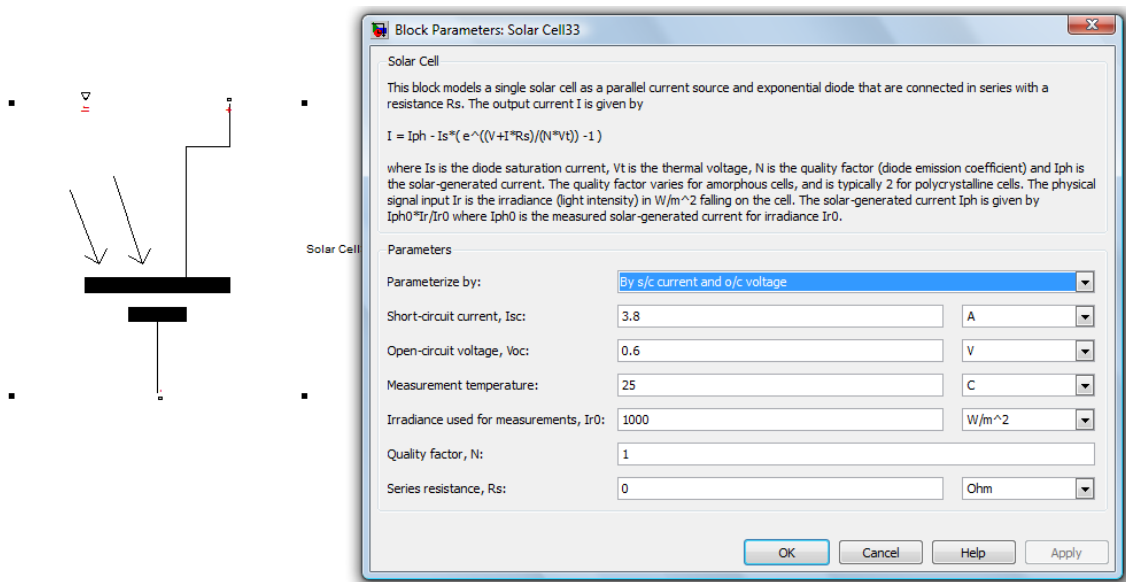 Block Parameters: Solar Cell33
Solar Cell
This block models a single solar cell as a parallel current source and exponential diode that are connected in series with a
resistance Rs. The output current I is given by
I = Iph - Is*( e^((V+I*Rs)/(N*Vt)) -1 )
where Is is the diode saturation current, Vt is the thermal voltage, N is the quality factor (diode emission coefficient) and Iph is
the solar-generated current. The quality factor varies for amorphous cells, and is typically 2 for polycrystalline cells. The physical
signal input Ir is the irradiance (light intensity) in W/m^2 falling on the cell. The solar-generated current Iph is given by
Iph0*Ir/Ir0 where Iph0 is the measured solar-generated current for irradiance Ir0.
Solar Cell
Parameters
Parameterize by: By s/c current and o/c voltage
Short-circuit current, Isc: 3.8 A
Open-circuit voltage, Voc: 0.6 V
Measurement temperature: 25 C
Irradiance used for measurements, Ir0: 1000 W/m^2
Quality factor, N: 1
Series resistance, Rs: 0 Ohm
OK Cancel Help Apply